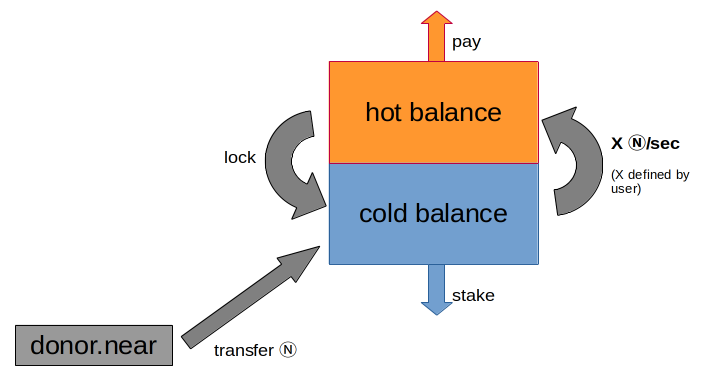 pay
hot balance
lock
X Ⓝ/sec
(X defined by
user)
cold balance
stake
donor.near
transfer Ⓝ